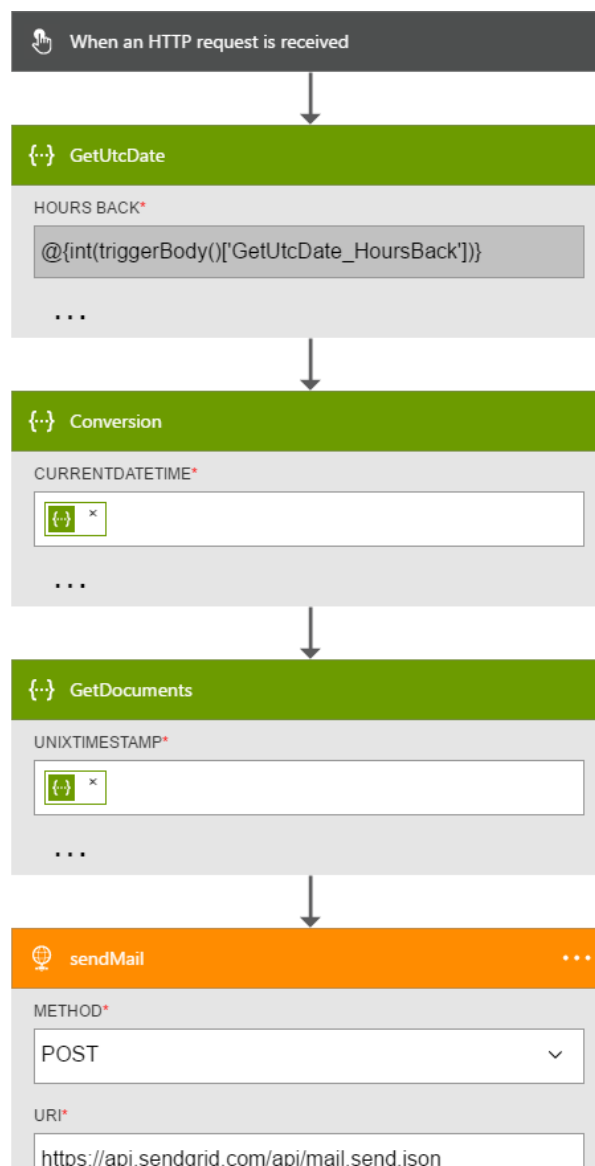 When an HTTP request is received
{··} GetUtcDate
HOURS BACK*
@{int(triggerBody()['GetUtcDate_HoursBack'])}
...
{··} Conversion
CURRENTDATETIME*
{··} ×
...
{··} GetDocuments
UNIXTIMESTAMP*
{··} ×
...
sendMail ...
METHOD*
POST
URI*
https://api.sendgrid.com/api/mail.send.json